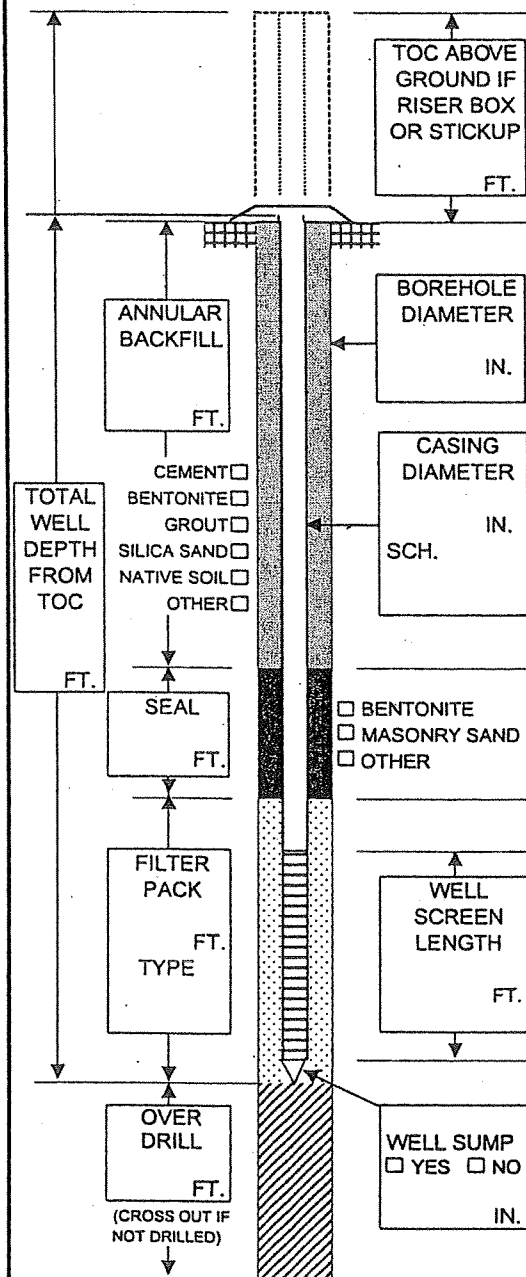 TOC ABOVE
GROUND IF
RISER BOX
OR STICKUP
FT.
ANNULAR
BACKFILL
FT.
BOREHOLE
DIAMETER
IN.
CASING
DIAMETER
IN.
SCH.
CEMENT☐
BENTONITE☐
GROUT☐
SILICA SAND☐
NATIVE SOIL☐
OTHER☐
TOTAL
WELL
DEPTH
FROM
TOC
FT.
SEAL
FT.
☐ BENTONITE
☐ MASONRY SAND
☐ OTHER
FILTER
PACK
FT.
TYPE
WELL
SCREEN
LENGTH
FT.
OVER
DRILL
FT.
(CROSS OUT IF
NOT DRILLED)
WELL SUMP
☐ YES ☐ NO
IN.